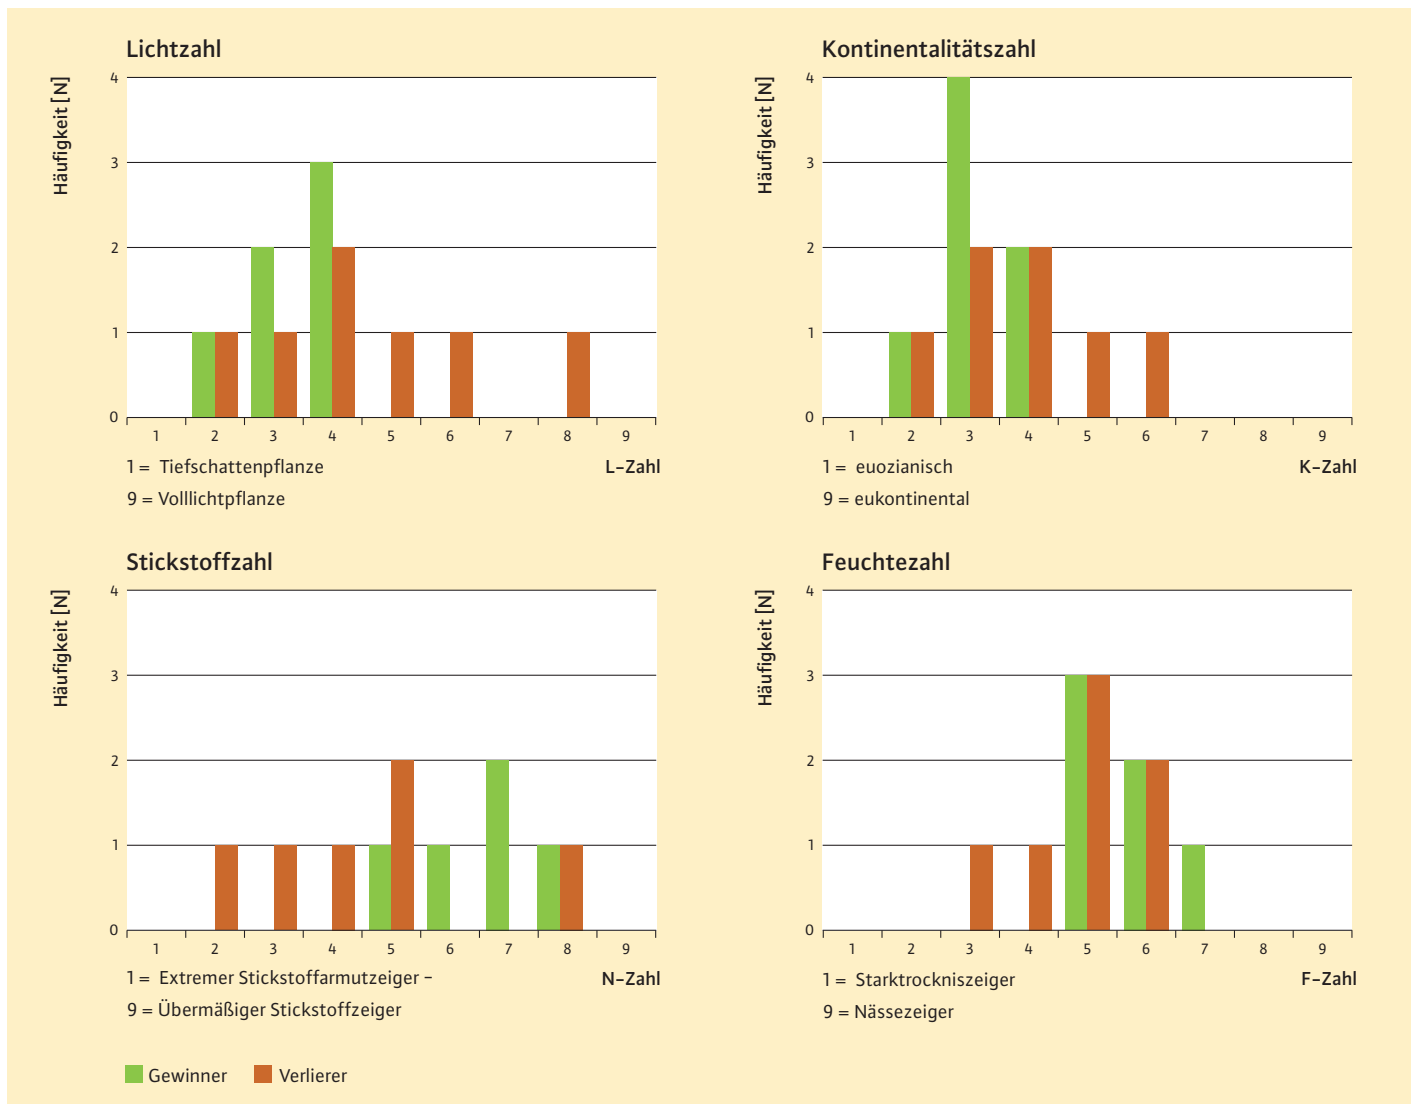 Lichtzahl
Häufigkeit [N]
4
3
2
1
0
1 2 3 4 5 6 7 8 9
1 = Tiefschattenpflanze
L-Zahl
9 = Volllichtpflanze
Kontinentalitätszahl
Häufigkeit [N]
4
3
2
1
0
1 2 3 4 5 6 7 8 9
1 = euozianisch
K-Zahl
9 = eukontinental
Stickstoffzahl
Häufigkeit [N]
4
3
2
1
0
1 2 3 4 5 6 7 8 9
1 = Extremer Stickstoffarmutzeiger –
N-Zahl
9 = Übermäßiger Stickstoffzeiger
Feuchtezahl
Häufigkeit [N]
4
3
2
1
0
1 2 3 4 5 6 7 8 9
1 = Starktrockniszeiger
F-Zahl
9 = Nässezeiger
Gewinner Verlierer